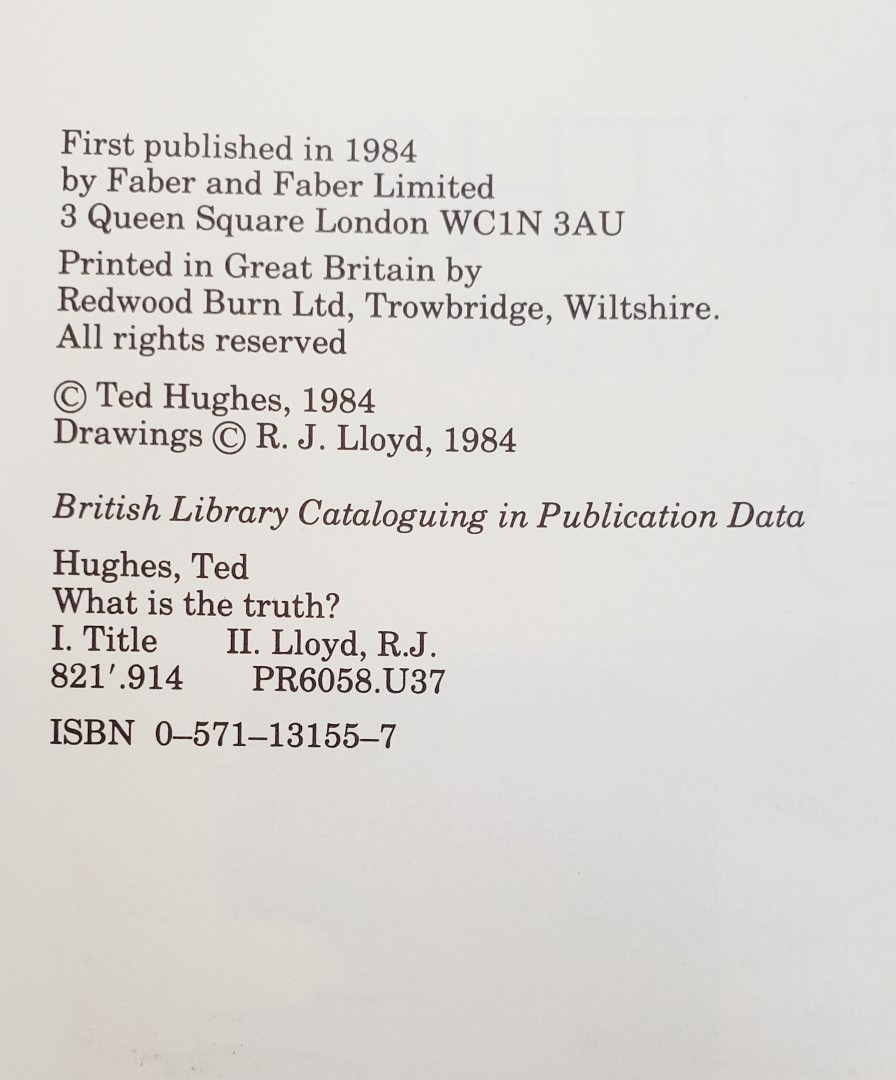 First published in 1984
by Faber and Faber Limited
3 Queen Square London WC1N 3AU
Printed in Great Britain by
Redwood Burn Ltd, Trowbridge, Wiltshire.
All rights reserved
© Ted Hughes, 1984
Drawings © R. J. Lloyd, 1984
British Library Cataloguing in Publication Data
Hughes, Ted
What is the truth?
I. Title II. Lloyd, R.J.
821′.914 PR6058.U37
ISBN 0–571–13155–7